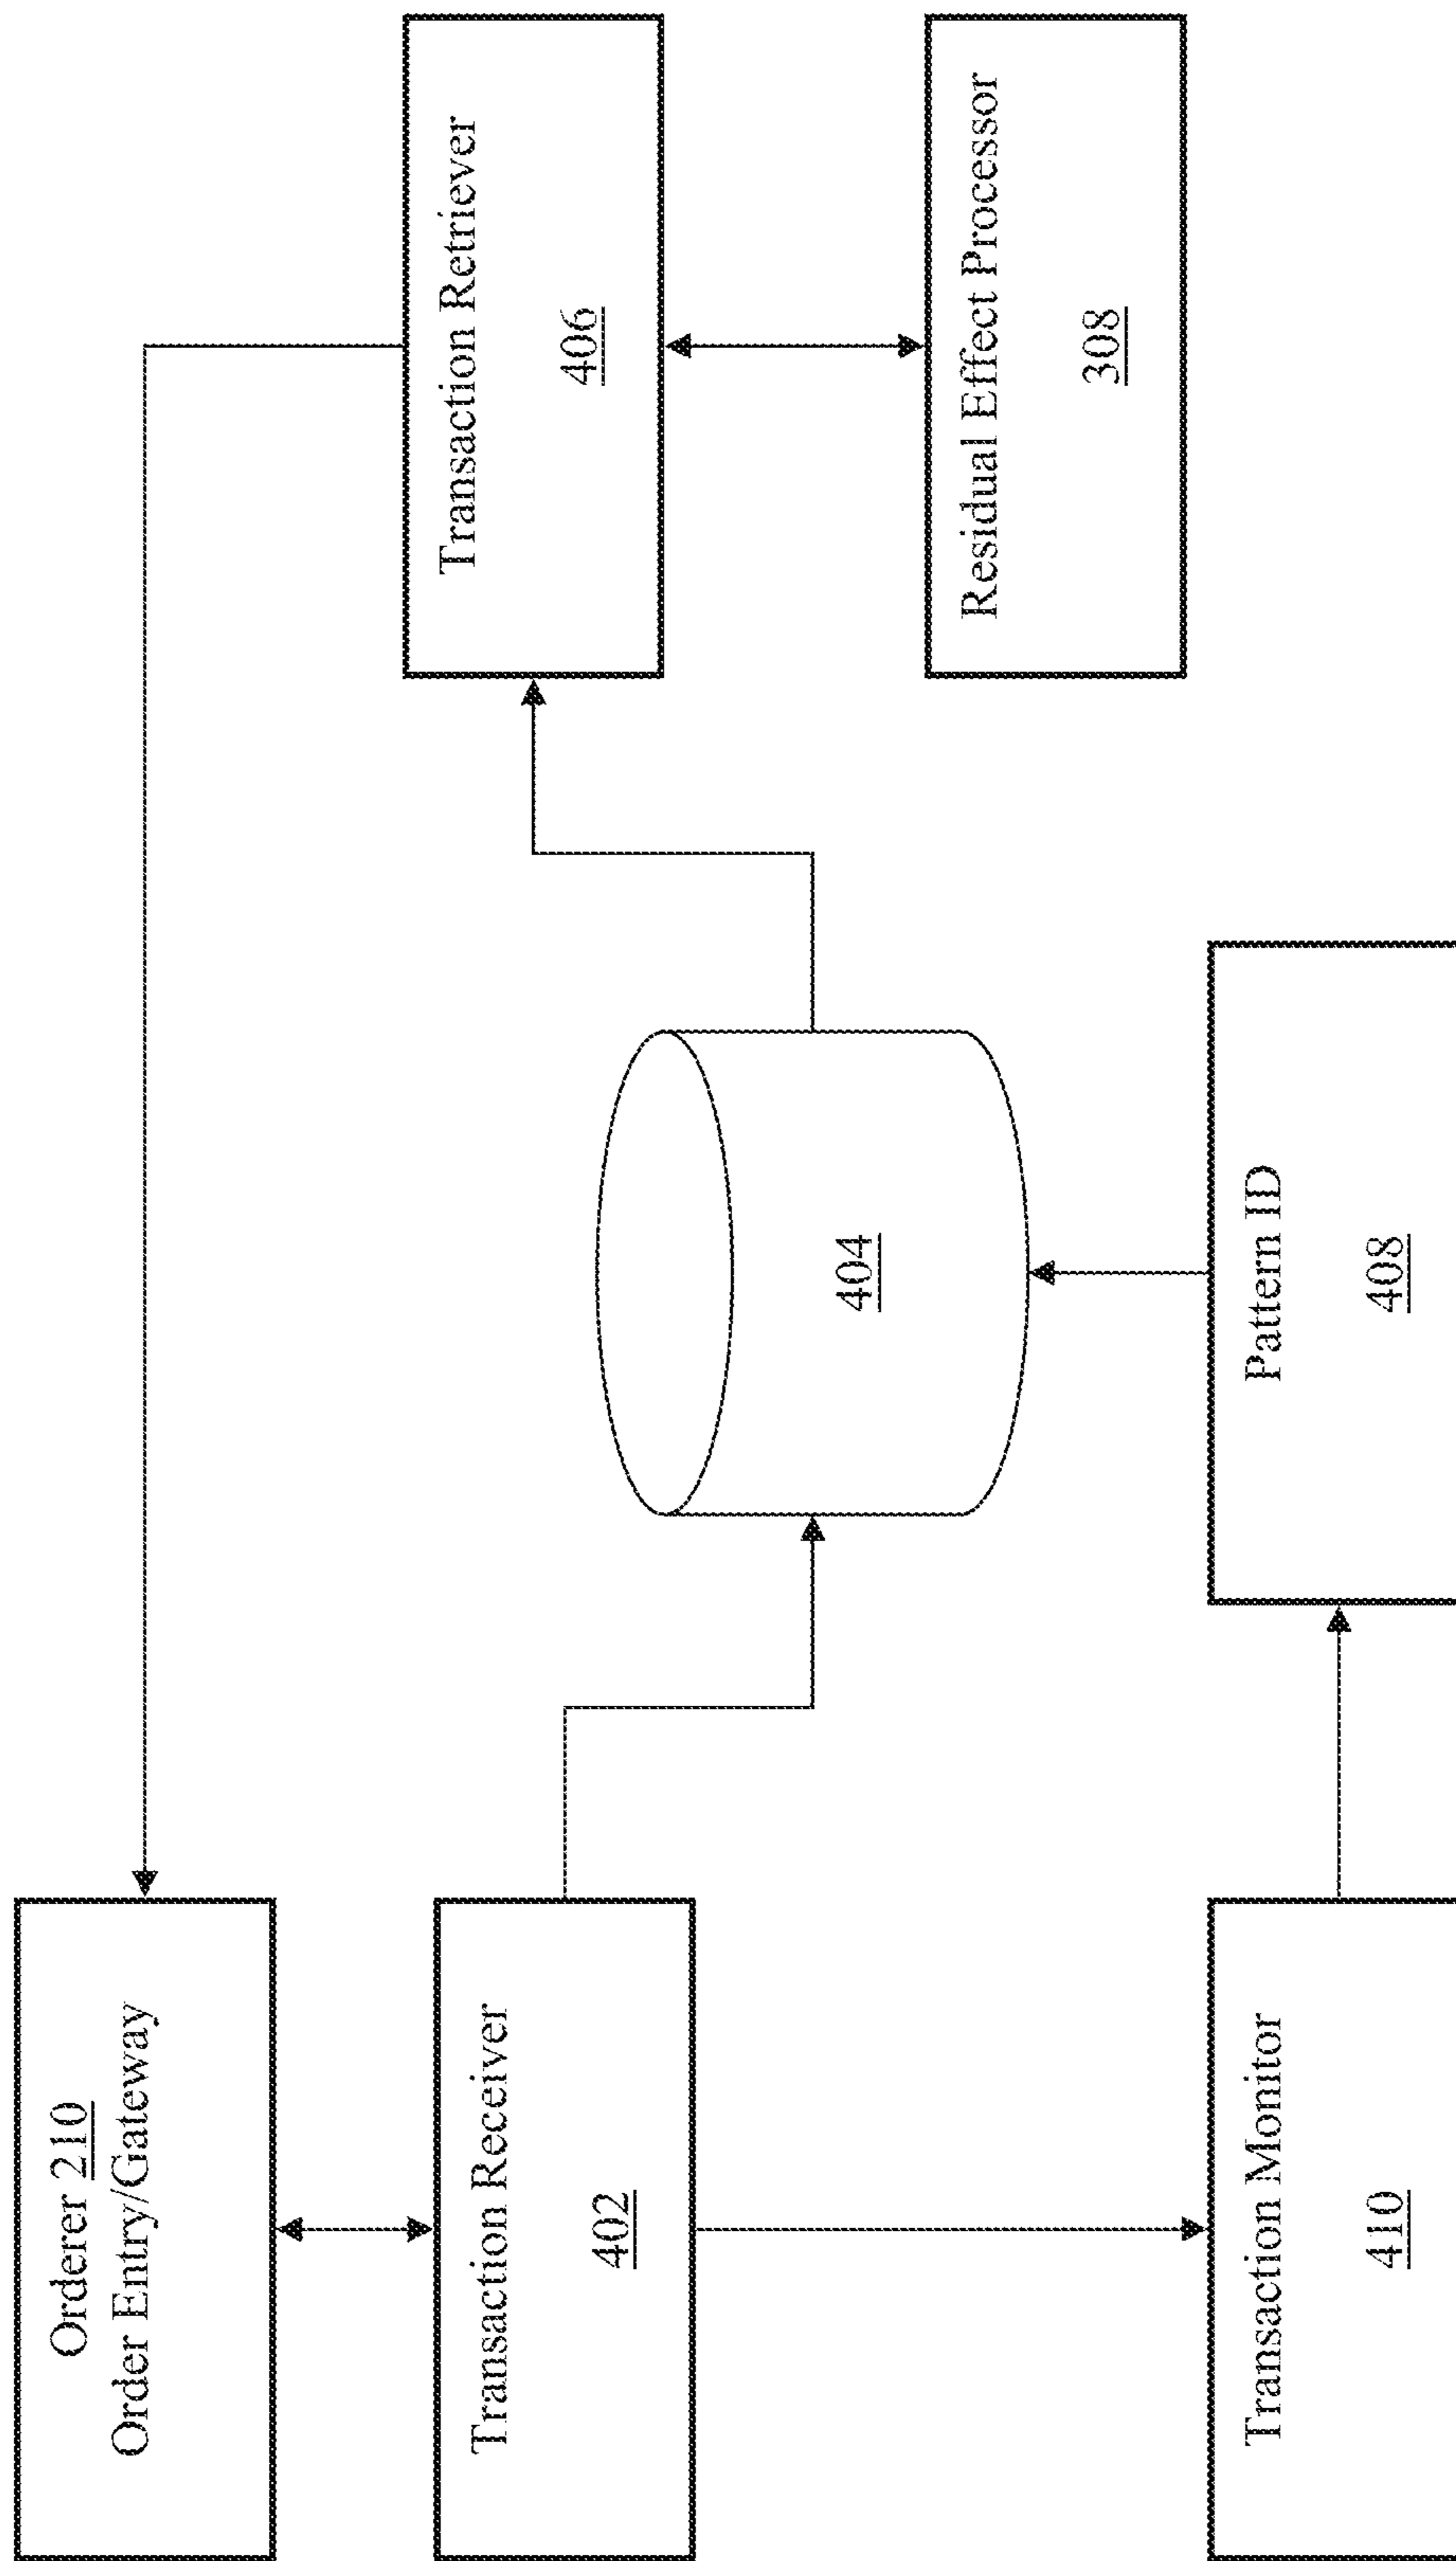 Orderer 210
Order Entry/Gateway
Transaction Receiver
402
Transaction Monitor
410
404
Pattern ID
408
Transaction Retriever
406
Residual Effect Processor
308